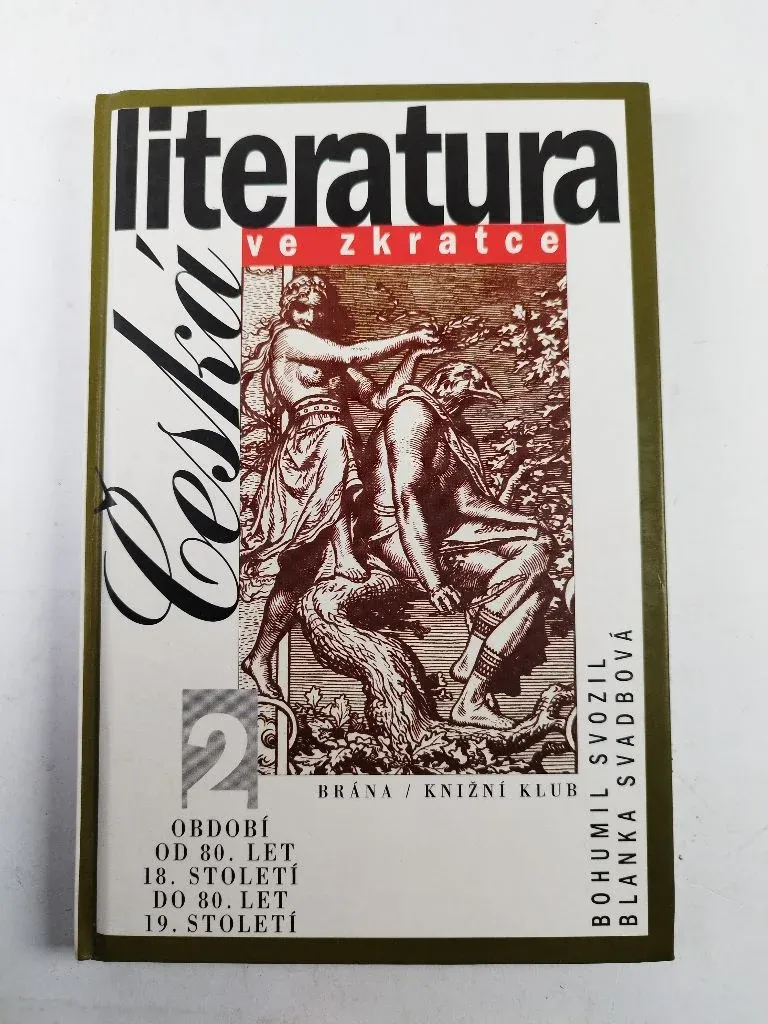 Česká
literatura
ve zkratce
2
OBDOBÍ
OD 80. LET
18. STOLETÍ
DO 80. LET
19. STOLETÍ
BRÁNA / KNIŽNÍ KLUB
BOHUMIL SVOZIL
BLANKA SVADBOVÁ